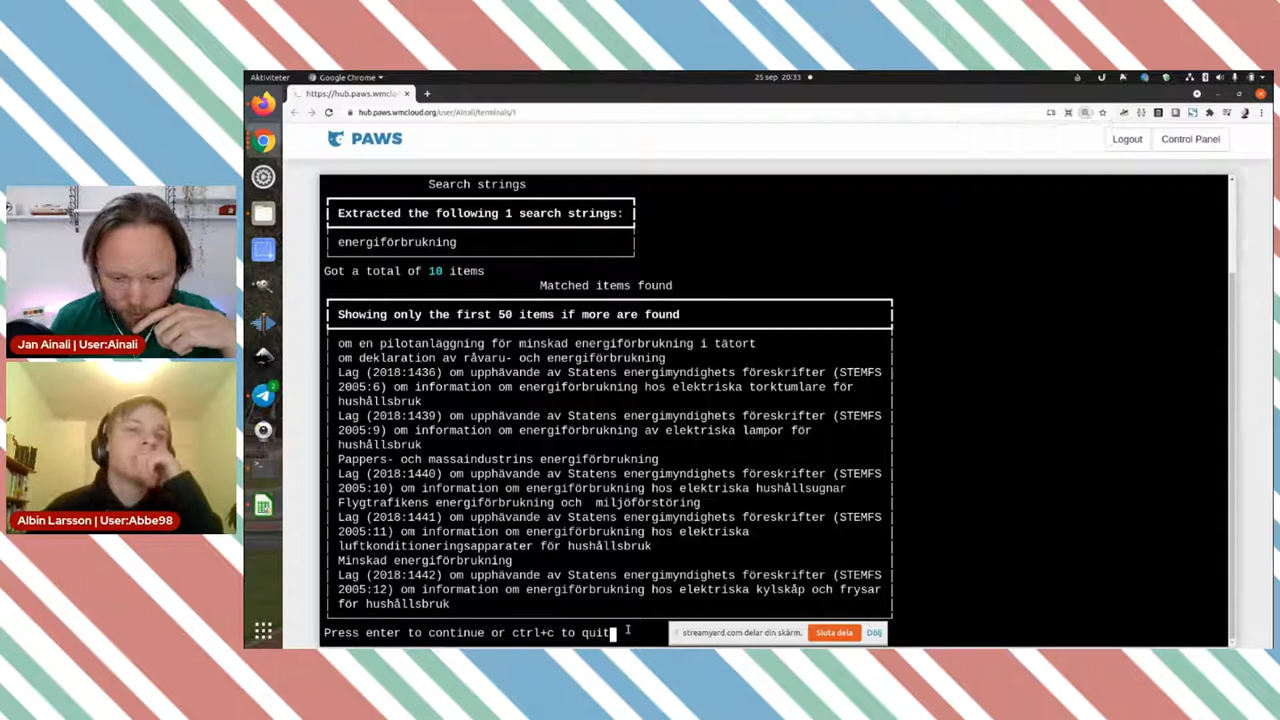 Aktiviteter
Google Chrome
25 sep 20:33
https://hub.paws.wmclo
hub.paws.wmcloud.org/user/Ainali/terminals/1
PAWS
Logout
Control Panel
Search strings
Extracted the following 1 search strings:
energiförbrukning
Got a total of 10 items
Matched items found
Showing only the first 50 items if more are found
om en pilotanläggning för minskad energiförbrukning i tätort
om deklaration av råvaru- och energiförbrukning
Lag (2018:1436) om upphävande av Statens energimyndighets föreskrifter (STEMFS
2005:6) om information om energiförbrukning hos elektriska torktumlare för
hushållsbruk
Lag (2018:1439) om upphävande av Statens energimyndighets föreskrifter (STEMFS
2005:9) om information om energiförbrukning av elektriska lampor för
hushållsbruk
Pappers- och massaindustrins energiförbrukning
Lag (2018:1440) om upphävande av Statens energimyndighets föreskrifter (STEMFS
2005:10) om information om energiförbrukning hos elektriska hushållsugnar
Flygtrafikens energiförbrukning och  miljöförstöring
Lag (2018:1441) om upphävande av Statens energimyndighets föreskrifter (STEMFS
2005:11) om information om energiförbrukning hos elektriska
luftkonditioneringsapparater för hushållsbruk
Minskad energiförbrukning
Lag (2018:1442) om upphävande av Statens energimyndighets föreskrifter (STEMFS
2005:12) om information om energiförbrukning hos elektriska kylskåp och frysar
för hushållsbruk
Press enter to continue or ctrl+c to quit
streamyard.com delar din skärm.
Sluta dela
Dölj
Jan Ainali | User:Ainali
Albin Larsson | User:Abbe98